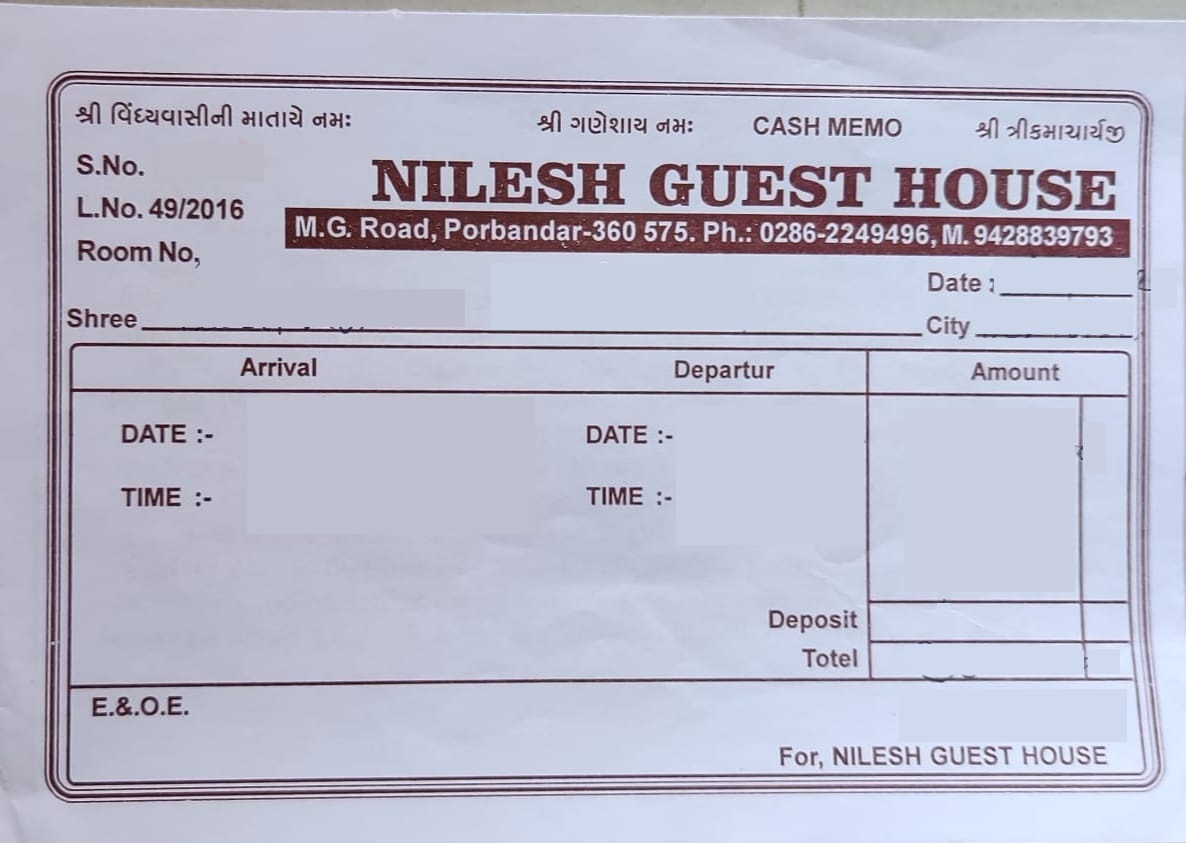 શ્રી વિંધ્યવાસીની માતાયે નમઃ શ્રી ગણેશાય નમઃ CASH MEMO શ્રી ત્રીકમાચાર્યજી
S.No.
NILESH GUEST HOUSE
L.No. 49/2016
M.G. Road, Porbandar-360 575. Ph.: 0286-2249496, M. 9428839793
Room No,
Date :
Shree City
Arrival Departur Amount
DATE :- DATE :-
TIME :- TIME :-
Deposit
Totel
E.&.O.E.
For, NILESH GUEST HOUSE